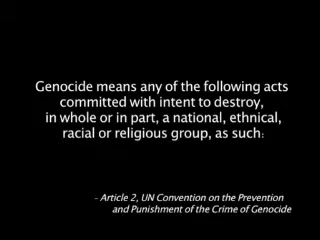 Genocide means any of the following acts
committed with intent to destroy,
in whole or in part, a national, ethnical,
racial or religious group, as such:
- Article 2, UN Convention on the Prevention
and Punishment of the Crime of Genocide